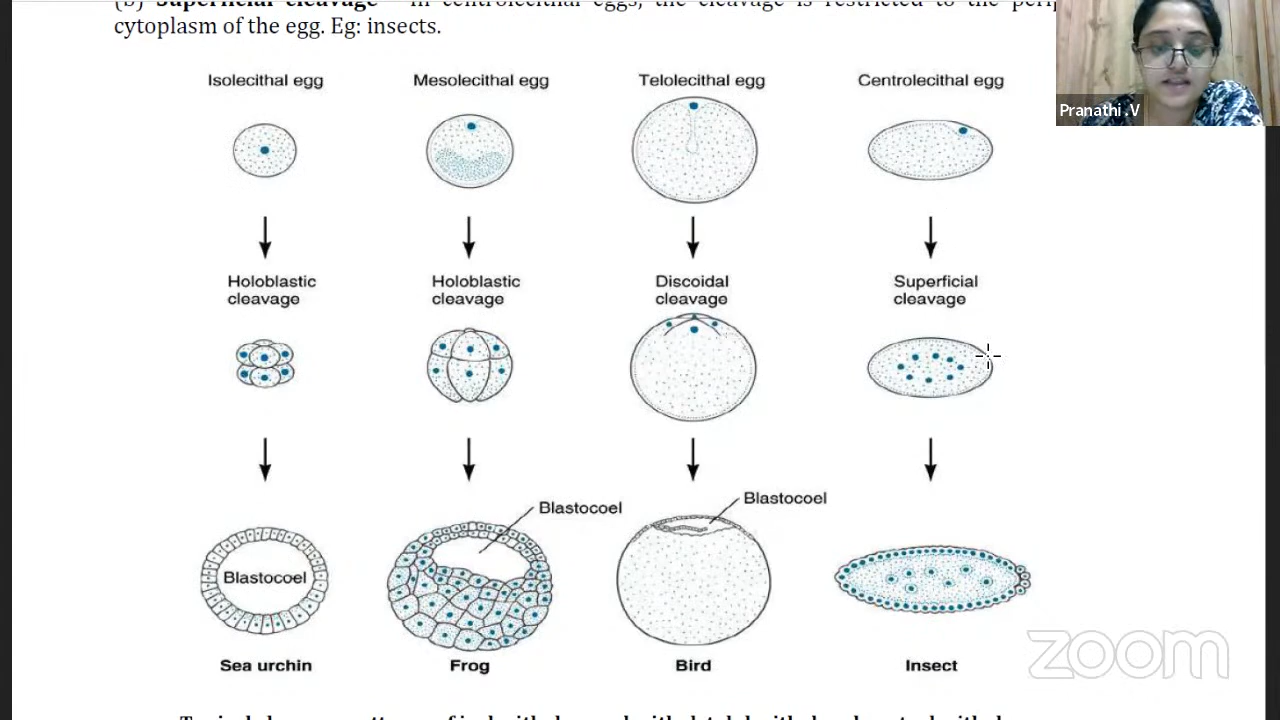 (b) Superficial cleavage – In centrolecithal eggs, the cleavage is restricted to the
cytoplasm of the egg. Eg: insects.
Pranathi .V
Isolecithal egg Mesolecithal egg Telolecithal egg Centrolecithal egg
Holoblastic Holoblastic Discoidal Superficial
cleavage cleavage cleavage cleavage
Blastocoel
Blastocoel
Blastocoel
Sea urchin Frog Bird Insect
zoom